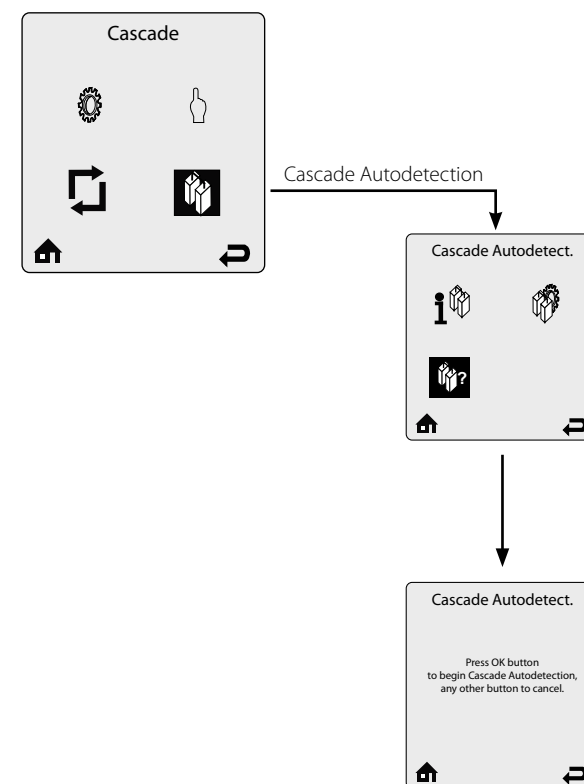 Cascade
Cascade Autodetection
Cascade Autodetect.
?
Cascade Autodetect.
Press OK button
to begin Cascade Autodetection,
any other button to cancel.